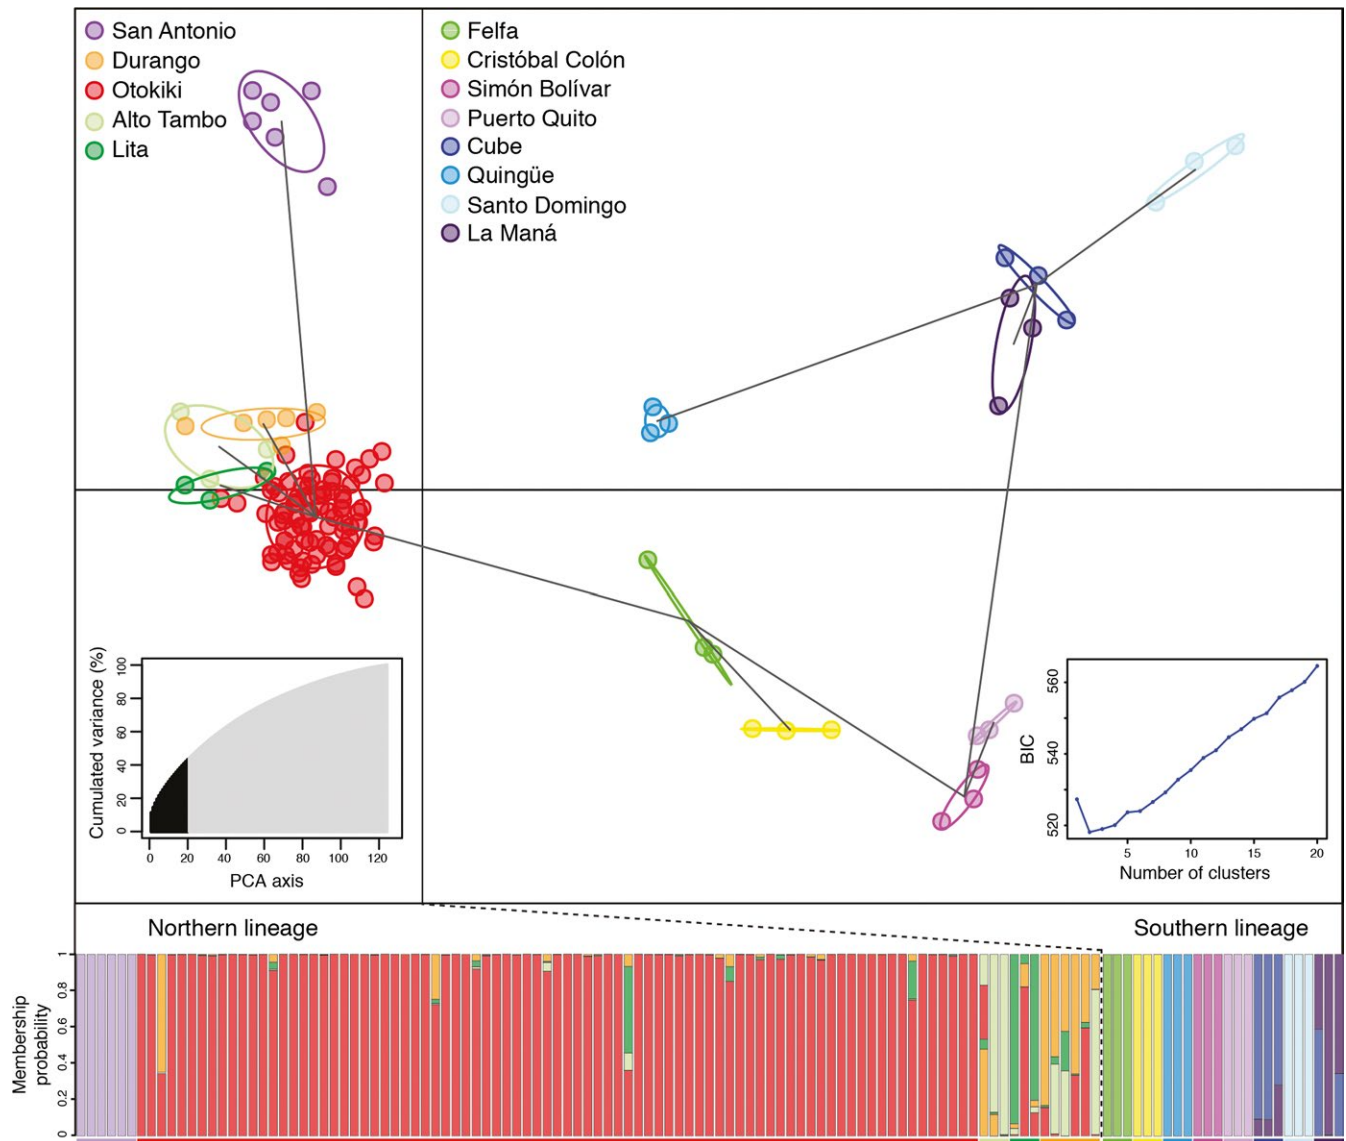 San Antonio
Durango
Otokiki
Alto Tambo
Lita
Felfa
Cristóbal Colón
Simón Bolívar
Puerto Quito
Cube
Quingüe
Santo Domingo
La Maná
Cumulated variance (%)
100
80
60
40
20
0
0 20 40 60 80 100 120
PCA axis
BIC
560
540
520
5 10 15 20
Number of clusters
Northern lineage
Southern lineage
Membership
probability
1
0.8
0.6
0.4
0.2
0